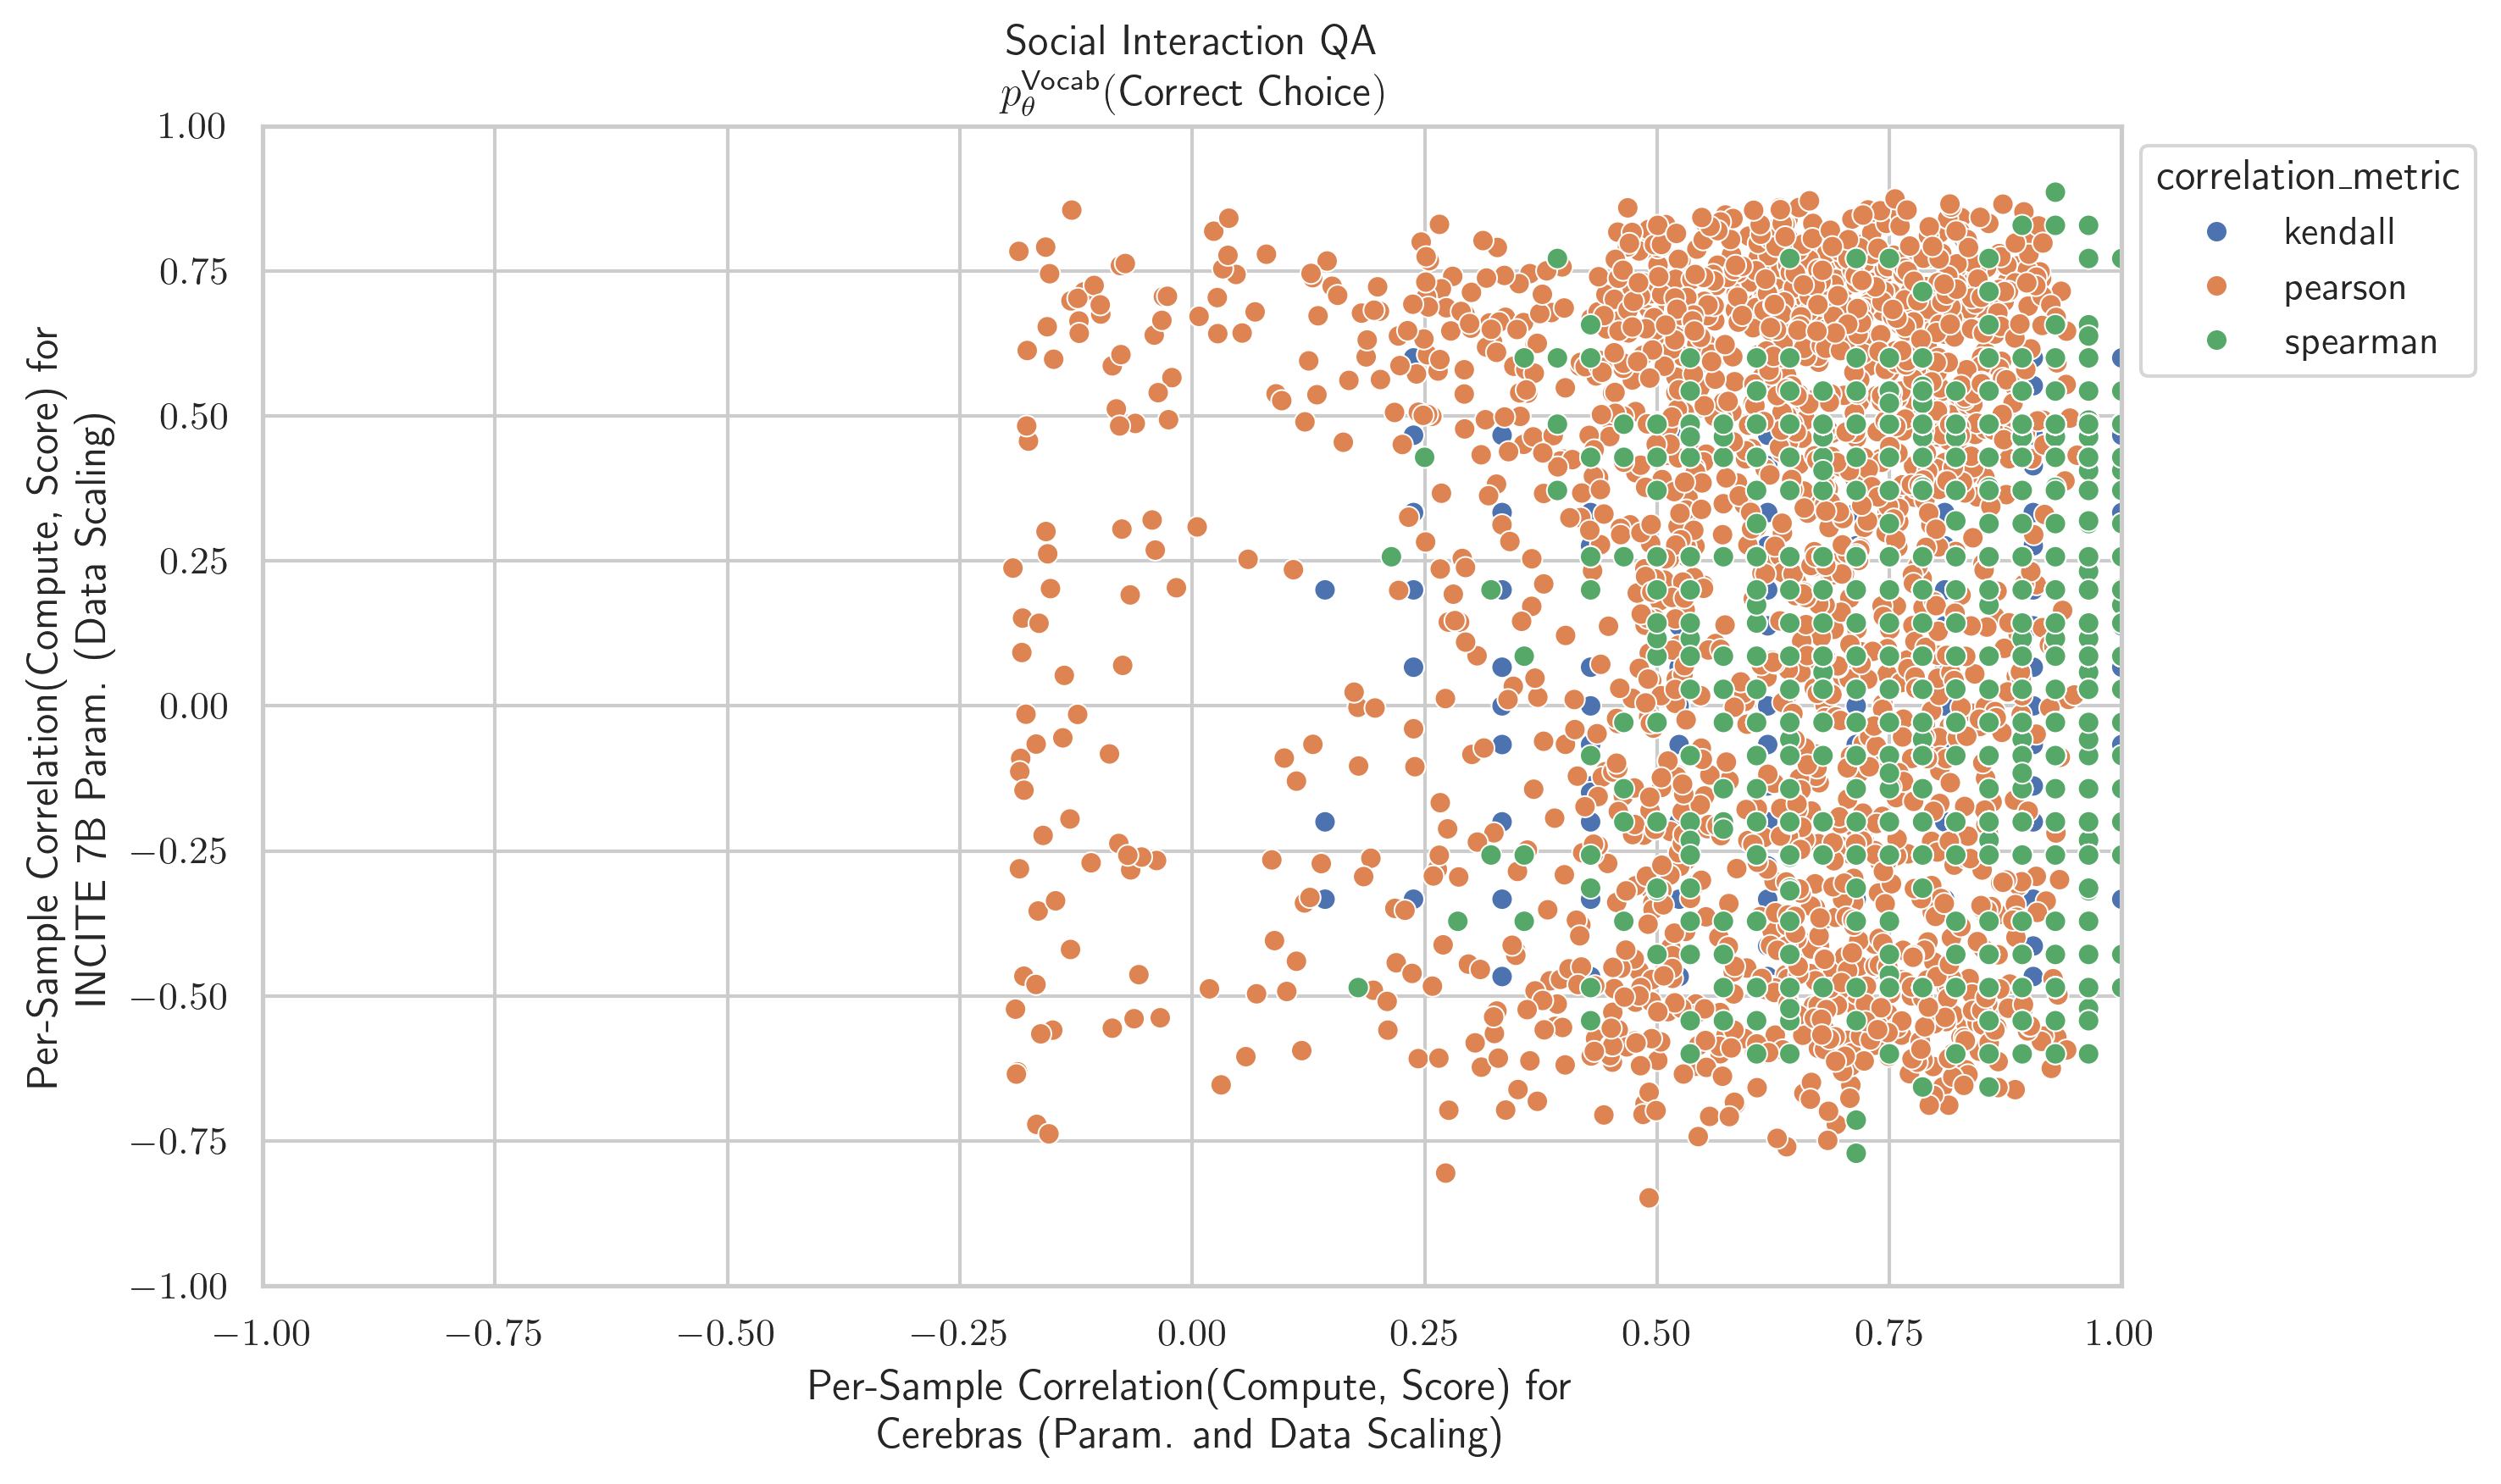 Social Interaction QA
p_θ^Vocab(Correct Choice)
1.00
0.75
0.50
0.25
0.00
−0.25
−0.50
−0.75
−1.00
Per-Sample Correlation(Compute, Score) for
INCITE 7B Param. (Data Scaling)
−1.00 −0.75 −0.50 −0.25 0.00 0.25 0.50 0.75 1.00
Per-Sample Correlation(Compute, Score) for
Cerebras (Param. and Data Scaling)
correlation_metric
kendall
pearson
spearman